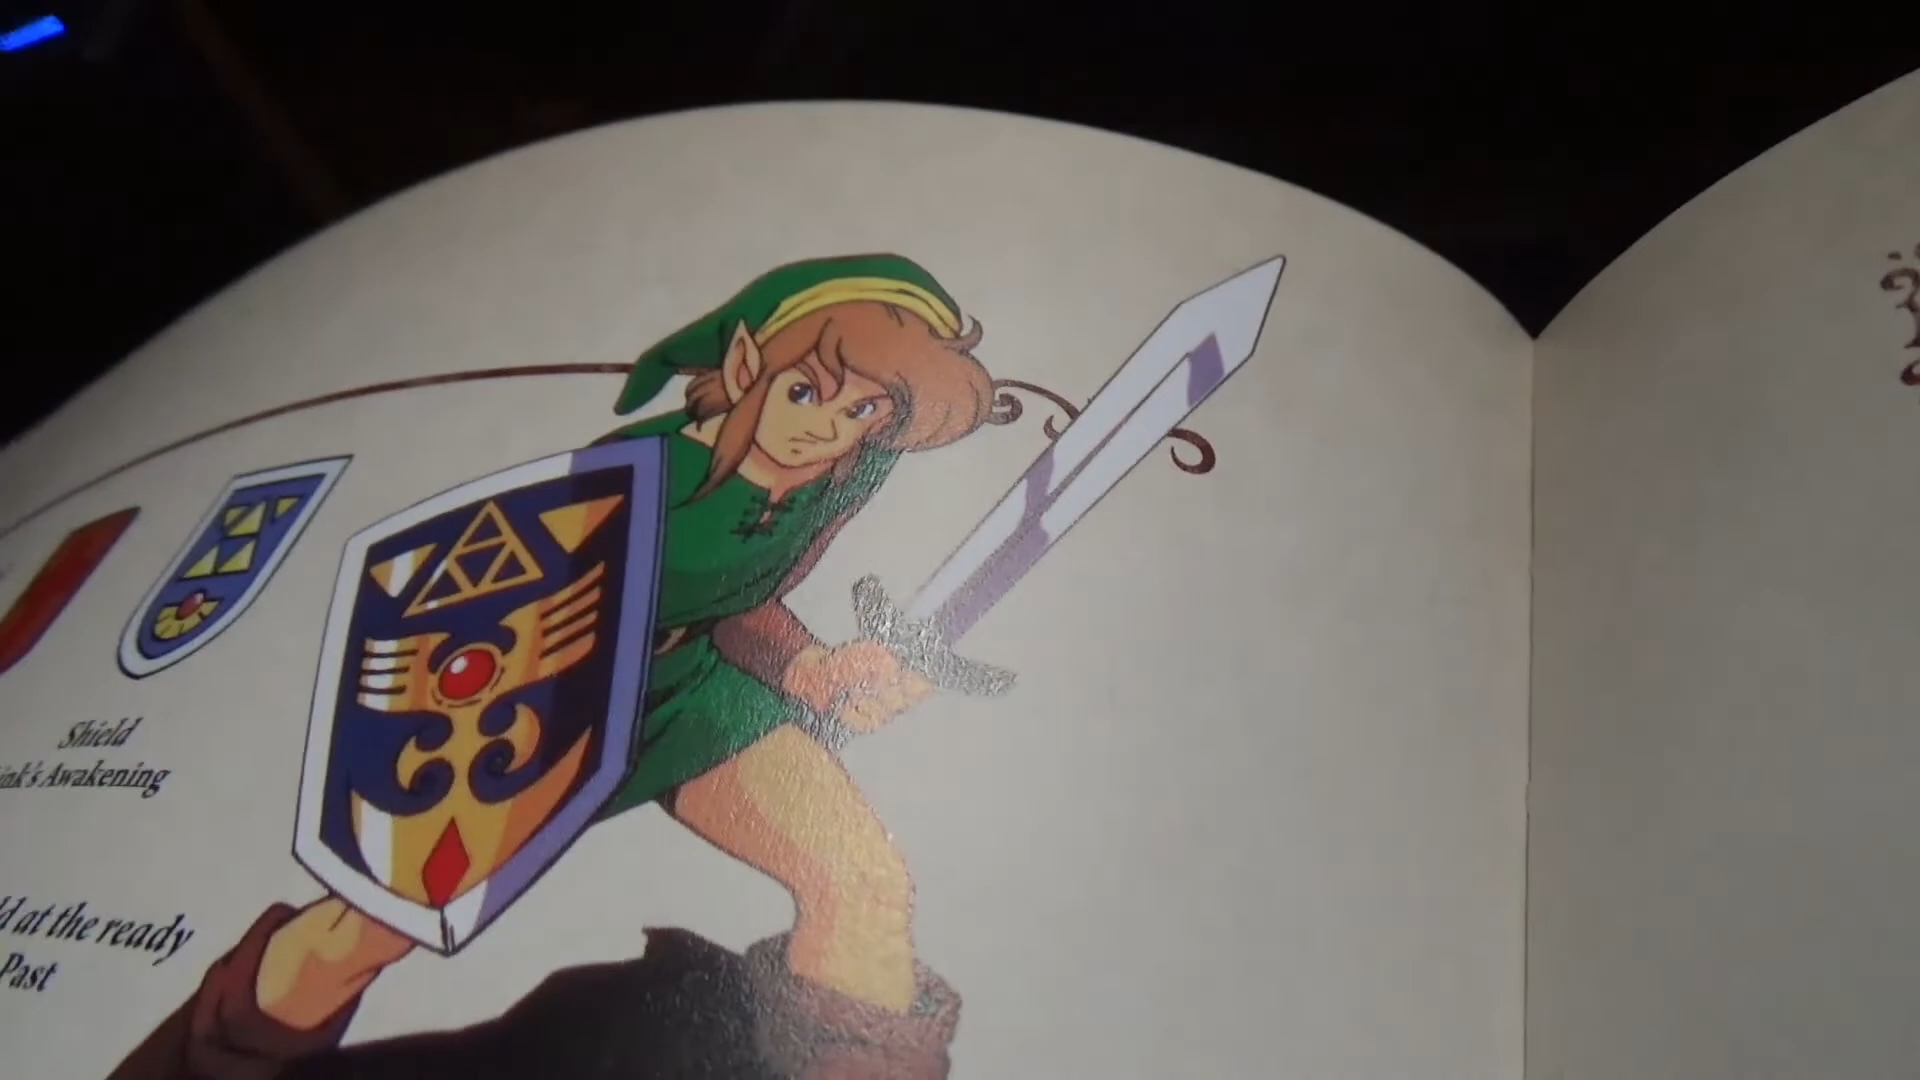 Shield
ink's Awakening
d at the ready
Past